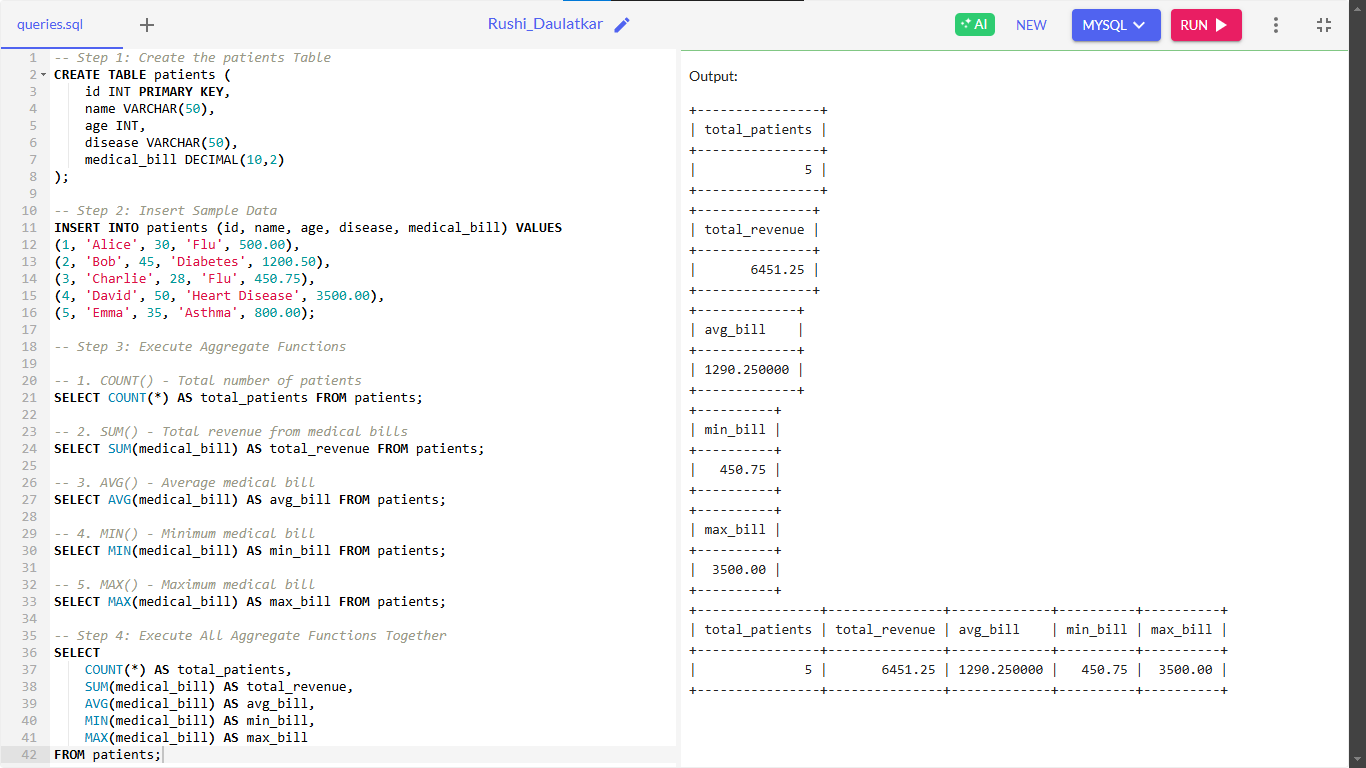 queries.sql
+
Rushi_Daulatkar
AI
NEW
MYSQL
RUN
1 -- Step 1: Create the patients Table
2 CREATE TABLE patients (
3     id INT PRIMARY KEY,
4     name VARCHAR(50),
5     age INT,
6     disease VARCHAR(50),
7     medical_bill DECIMAL(10,2)
8 );
9
10 -- Step 2: Insert Sample Data
11 INSERT INTO patients (id, name, age, disease, medical_bill) VALUES
12 (1, 'Alice', 30, 'Flu', 500.00),
13 (2, 'Bob', 45, 'Diabetes', 1200.50),
14 (3, 'Charlie', 28, 'Flu', 450.75),
15 (4, 'David', 50, 'Heart Disease', 3500.00),
16 (5, 'Emma', 35, 'Asthma', 800.00);
17
18 -- Step 3: Execute Aggregate Functions
19
20 -- 1. COUNT() - Total number of patients
21 SELECT COUNT(*) AS total_patients FROM patients;
22
23 -- 2. SUM() - Total revenue from medical bills
24 SELECT SUM(medical_bill) AS total_revenue FROM patients;
25
26 -- 3. AVG() - Average medical bill
27 SELECT AVG(medical_bill) AS avg_bill FROM patients;
28
29 -- 4. MIN() - Minimum medical bill
30 SELECT MIN(medical_bill) AS min_bill FROM patients;
31
32 -- 5. MAX() - Maximum medical bill
33 SELECT MAX(medical_bill) AS max_bill FROM patients;
34
35 -- Step 4: Execute All Aggregate Functions Together
36 SELECT
37     COUNT(*) AS total_patients,
38     SUM(medical_bill) AS total_revenue,
39     AVG(medical_bill) AS avg_bill,
40     MIN(medical_bill) AS min_bill,
41     MAX(medical_bill) AS max_bill
42 FROM patients;
Output:
+----------------+
| total_patients |
+----------------+
|              5 |
+----------------+
+---------------+
| total_revenue |
+---------------+
|       6451.25 |
+---------------+
+-------------+
| avg_bill    |
+-------------+
| 1290.250000 |
+-------------+
+----------+
| min_bill |
+----------+
|   450.75 |
+----------+
+----------+
| max_bill |
+----------+
|  3500.00 |
+----------+
+----------------+---------------+-------------+----------+----------+
| total_patients | total_revenue | avg_bill    | min_bill | max_bill |
+----------------+---------------+-------------+----------+----------+
|              5 |       6451.25 | 1290.250000 |   450.75 |  3500.00 |
+----------------+---------------+-------------+----------+----------+